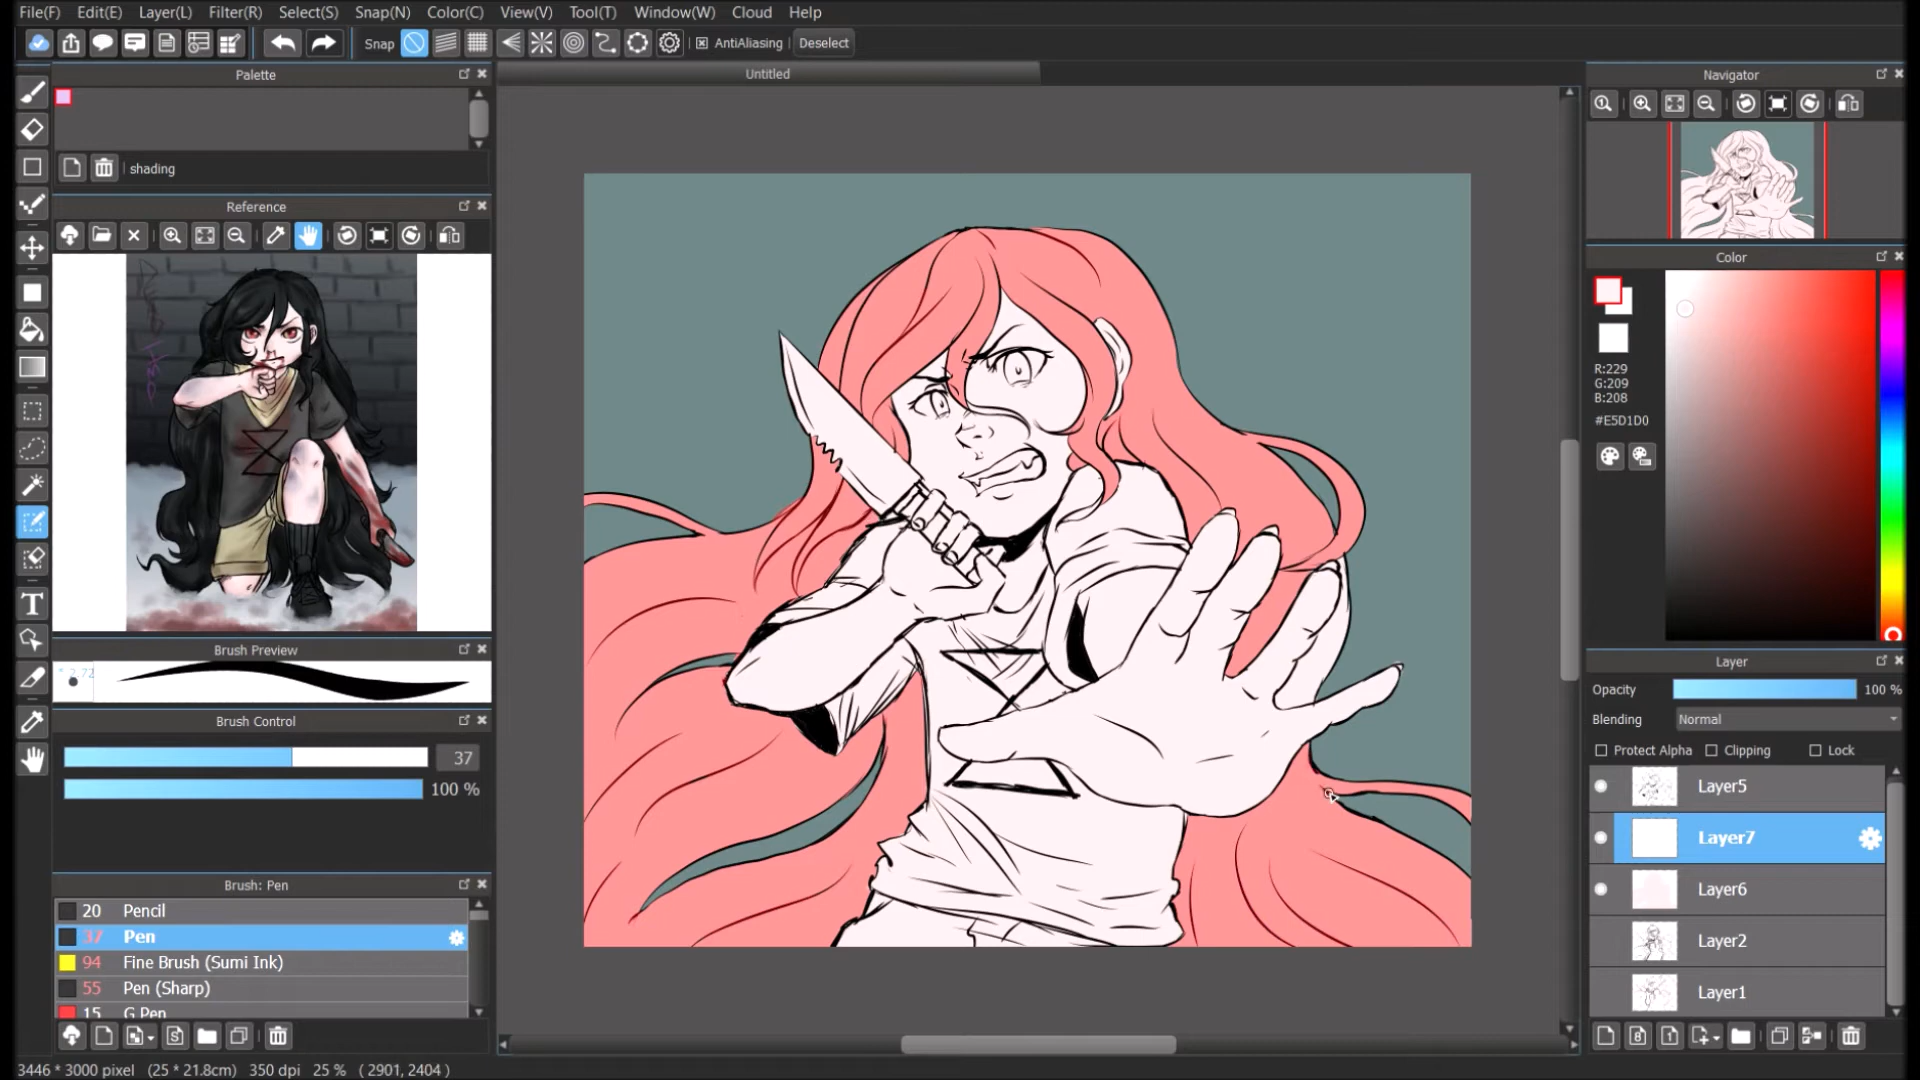 File(F) Edit(E) Layer(L) Filter(R) Select(S) Snap(N) Color(C) View(V) Tool(T) Window(W) Cloud Help
Snap AntiAliasing Deselect
Palette
Untitled
Navigator
shading
Reference
Color
R:229
G:209
B:208
#E5D1D0
Brush Preview
Brush Control
37
100 %
Layer
Opacity 100 %
Blending Normal
Protect Alpha Clipping Lock
Layer5
Layer7
Layer6
Layer2
Layer1
Brush: Pen
20 Pencil
37 Pen
94 Fine Brush (Sumi Ink)
55 Pen (Sharp)
15 G Pen
3446 * 3000 pixel (25 * 21.8cm) 350 dpi 25 % ( 2901, 2404 )